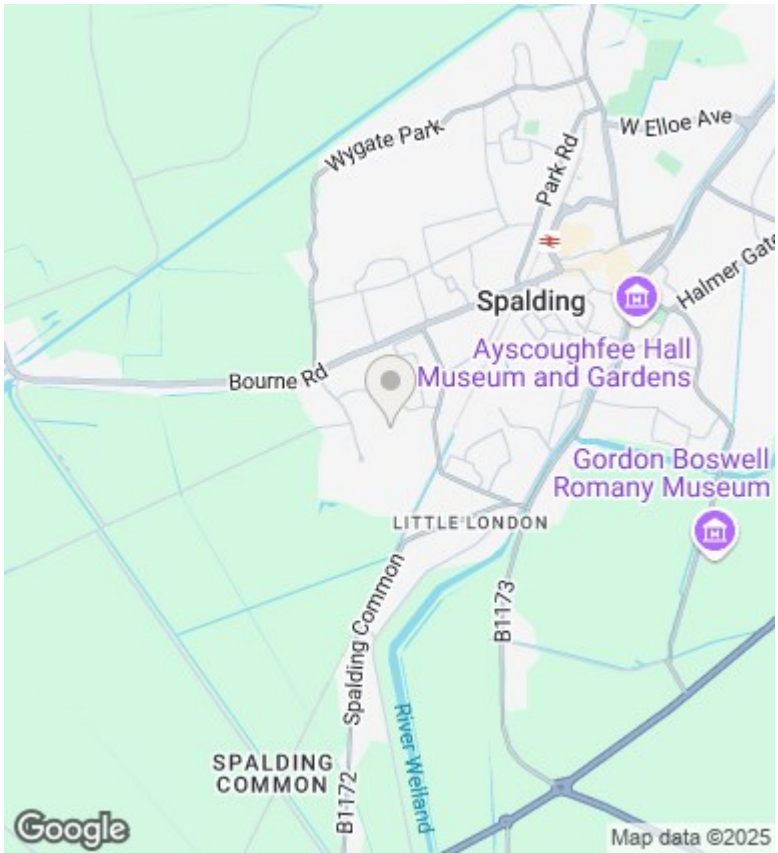 W Elloe Ave
Wygate Park
Park Rd
Halmer Gate
Spalding
Ayscoughfee Hall
Museum and Gardens
Bourne Rd
Gordon Boswell
Romany Museum
LITTLE LONDON
Spalding Common
B1173
River Welland
SPALDING
COMMON
B1172
Google
Map data ©2025